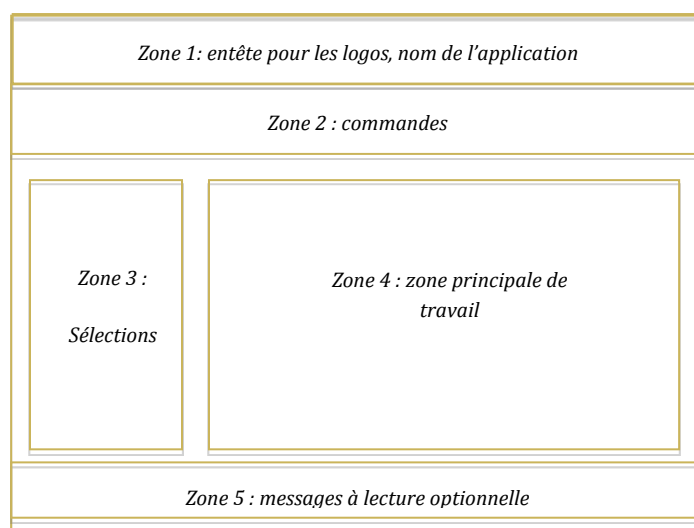 Zone 1: entête pour les logos, nom de l’application
Zone 2 : commandes
Zone 3 :
Sélections
Zone 4 : zone principale de
travail
Zone 5 : messages à lecture optionnelle